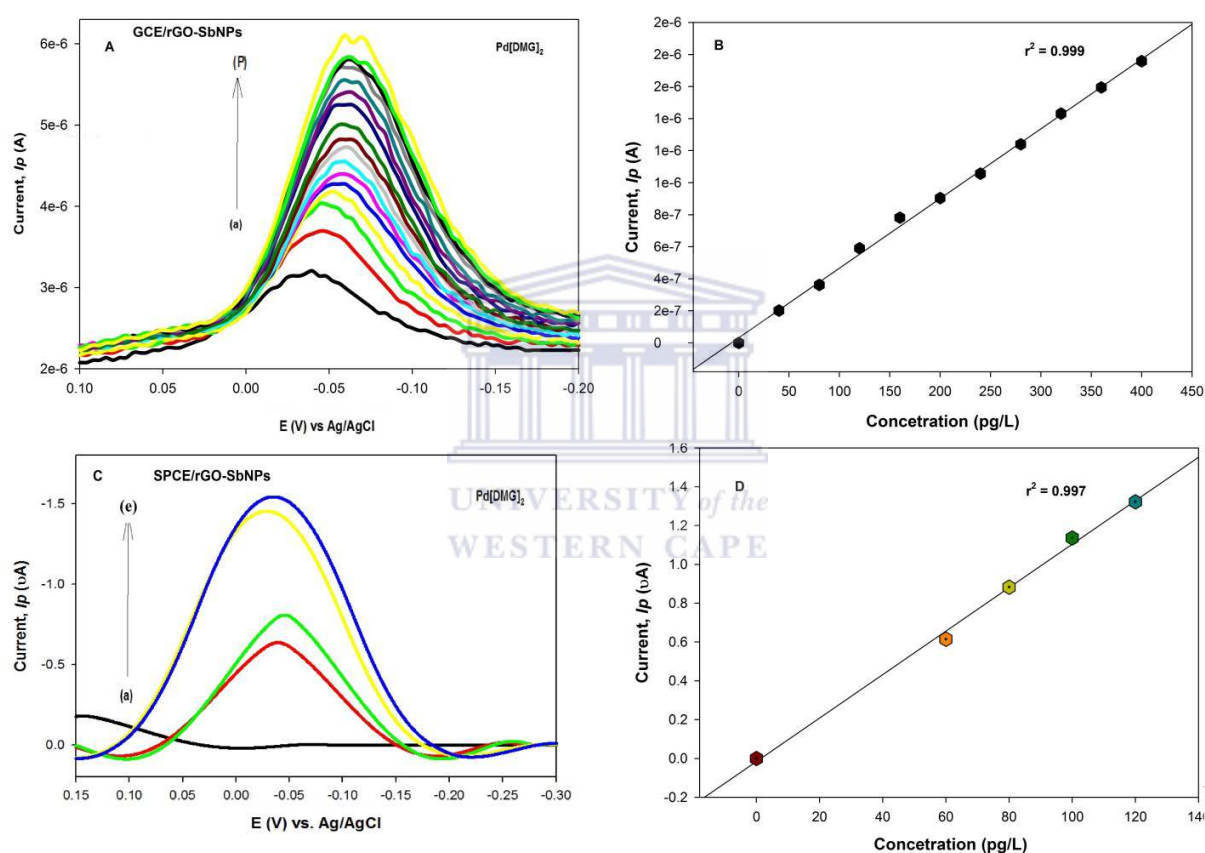 A
GCE/rGO-SbNPs
Pd[DMG]2
(P)
(a)
Current, Ip (A)
6e-6
5e-6
4e-6
3e-6
2e-6
0.10 0.05 0.00 -0.05 -0.10 -0.15 -0.20
E (V) vs Ag/AgCl
B
r2 = 0.999
Current, Ip (A)
2e-6
2e-6
2e-6
1e-6
1e-6
1e-6
8e-7
6e-7
4e-7
2e-7
0
0 50 100 150 200 250 300 350 400 450
Concetration (pg/L)
C
SPCE/rGO-SbNPs
Pd[DMG]2
(e)
(a)
Current, Ip (υA)
-1.5
-1.0
-0.5
0.0
0.15 0.10 0.05 0.00 -0.05 -0.10 -0.15 -0.20 -0.25 -0.30
E (V) vs. Ag/AgCl
D
r2 = 0.997
Current, Ip (υA)
1.6
1.4
1.2
1.0
0.8
0.6
0.4
0.2
0.0
-0.2
0 20 40 60 80 100 120 140
Concetration (pg/L)
UNIVERSITY of the
WESTERN CAPE